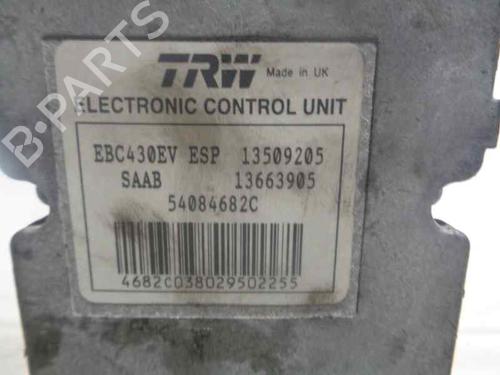 TRW Made in UK
ELECTRONIC CONTROL UNIT
EBC430EV ESP 13509205
SAAB 13663905
54084682C
4682C038029502255
B-PARTS